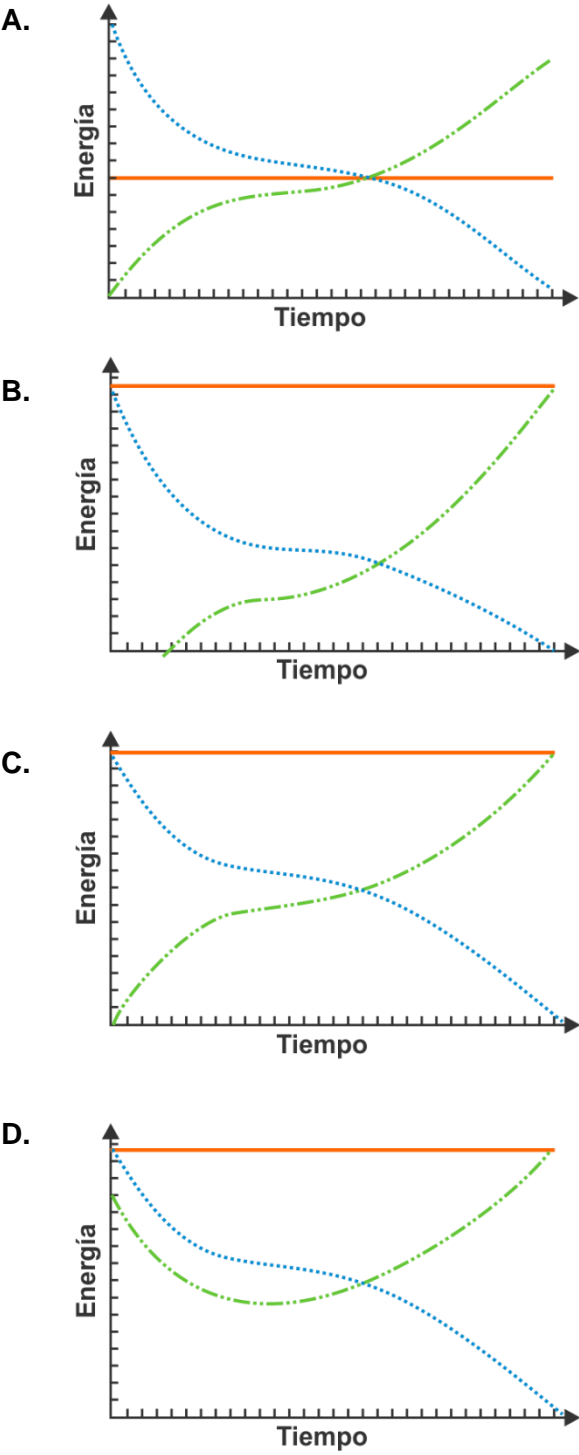 A.
Energía
Tiempo
B.
Energía
Tiempo
C.
Energía
Tiempo
D.
Energía
Tiempo